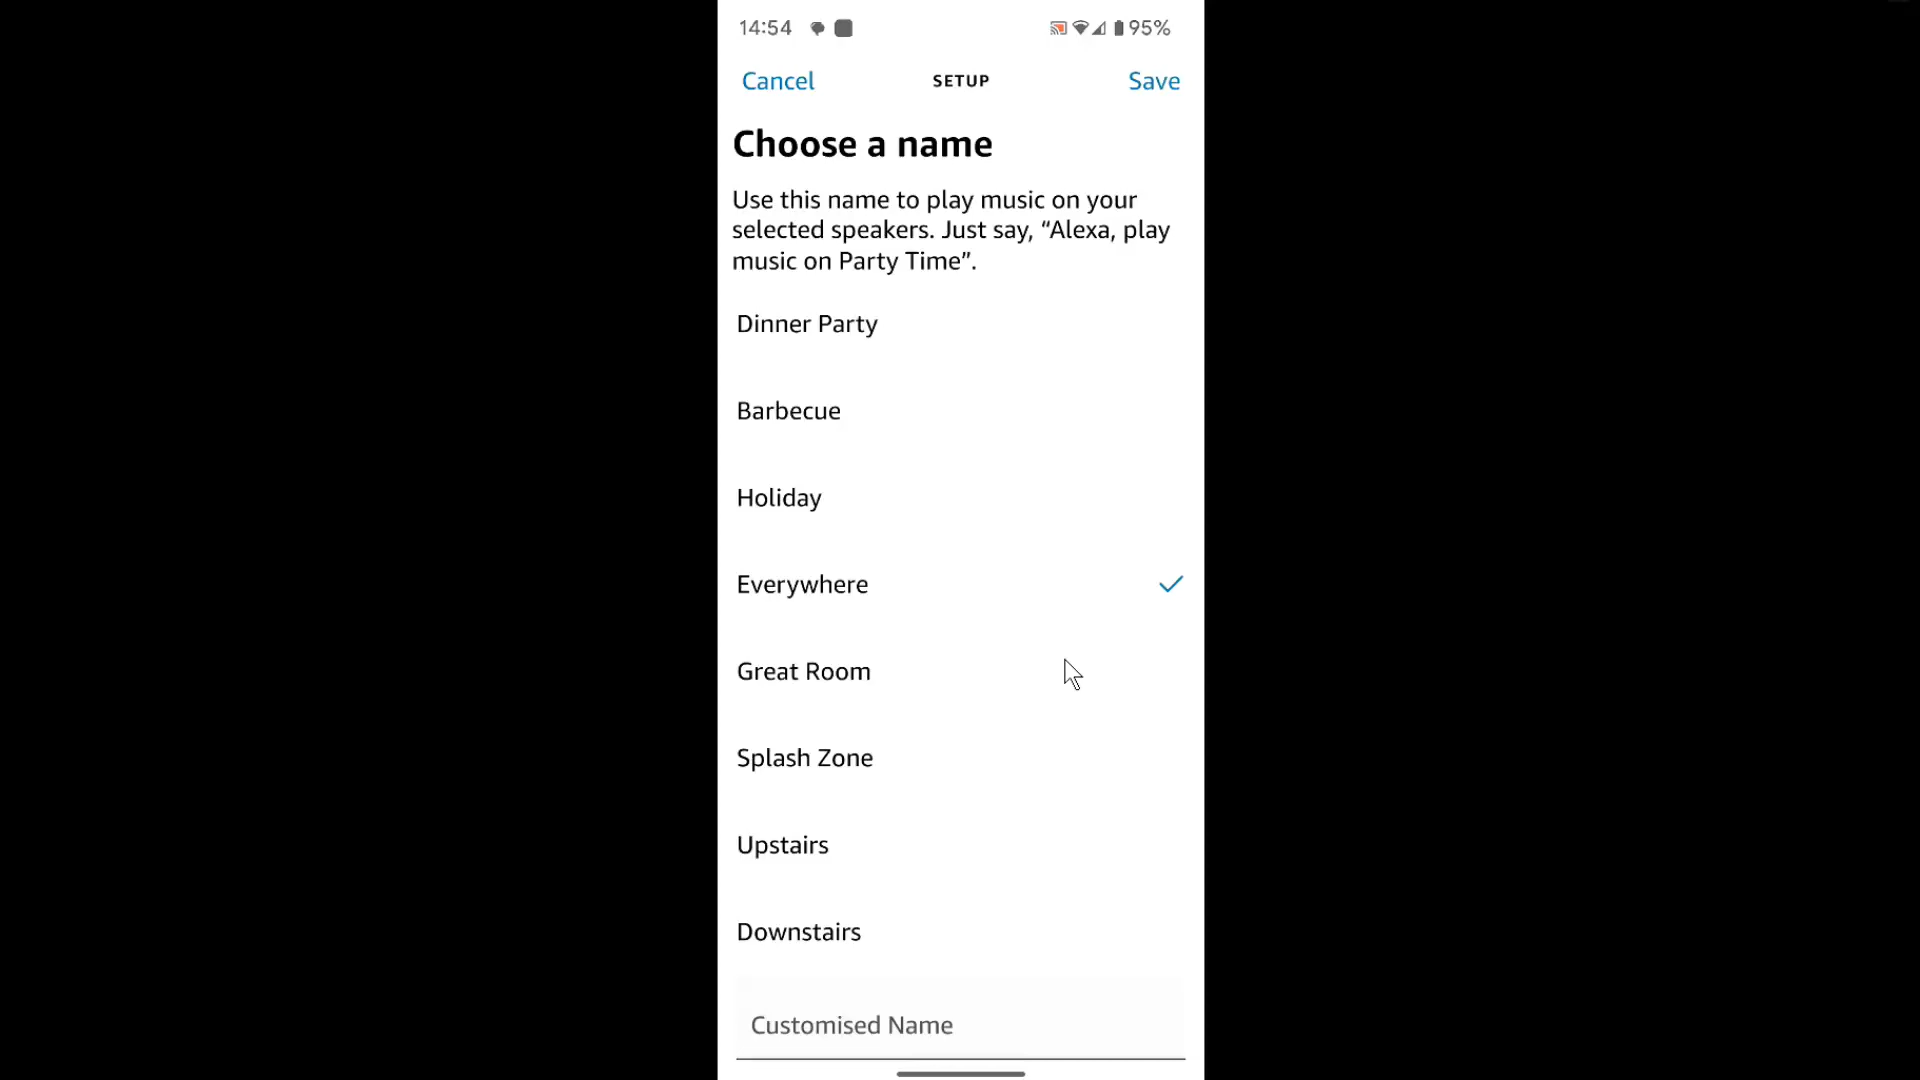 14:54 95%
Cancel SETUP Save
Choose a name
Use this name to play music on your
selected speakers. Just say, “Alexa, play
music on Party Time”.
Dinner Party
Barbecue
Holiday
Everywhere
Great Room
Splash Zone
Upstairs
Downstairs
Customised Name